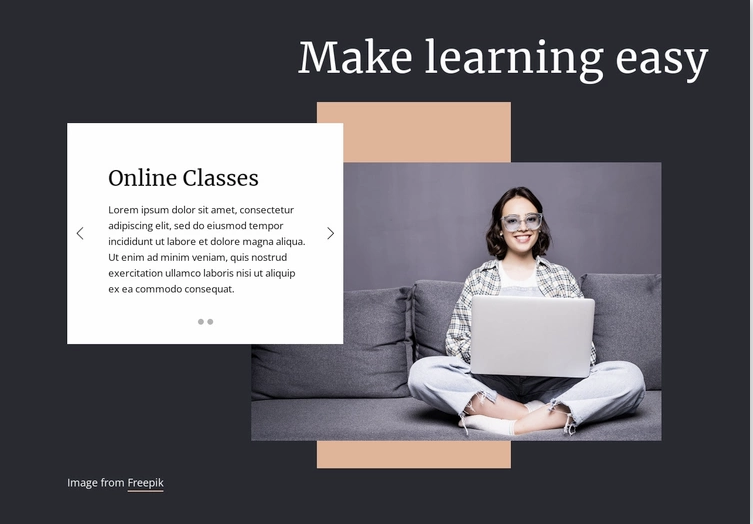 Make learning easy
Online Classes
Lorem ipsum dolor sit amet, consectetur
adipiscing elit, sed do eiusmod tempor
incididunt ut labore et dolore magna aliqua.
Ut enim ad minim veniam, quis nostrud
exercitation ullamco laboris nisi ut aliquip
ex ea commodo consequat.
Image from Freepik